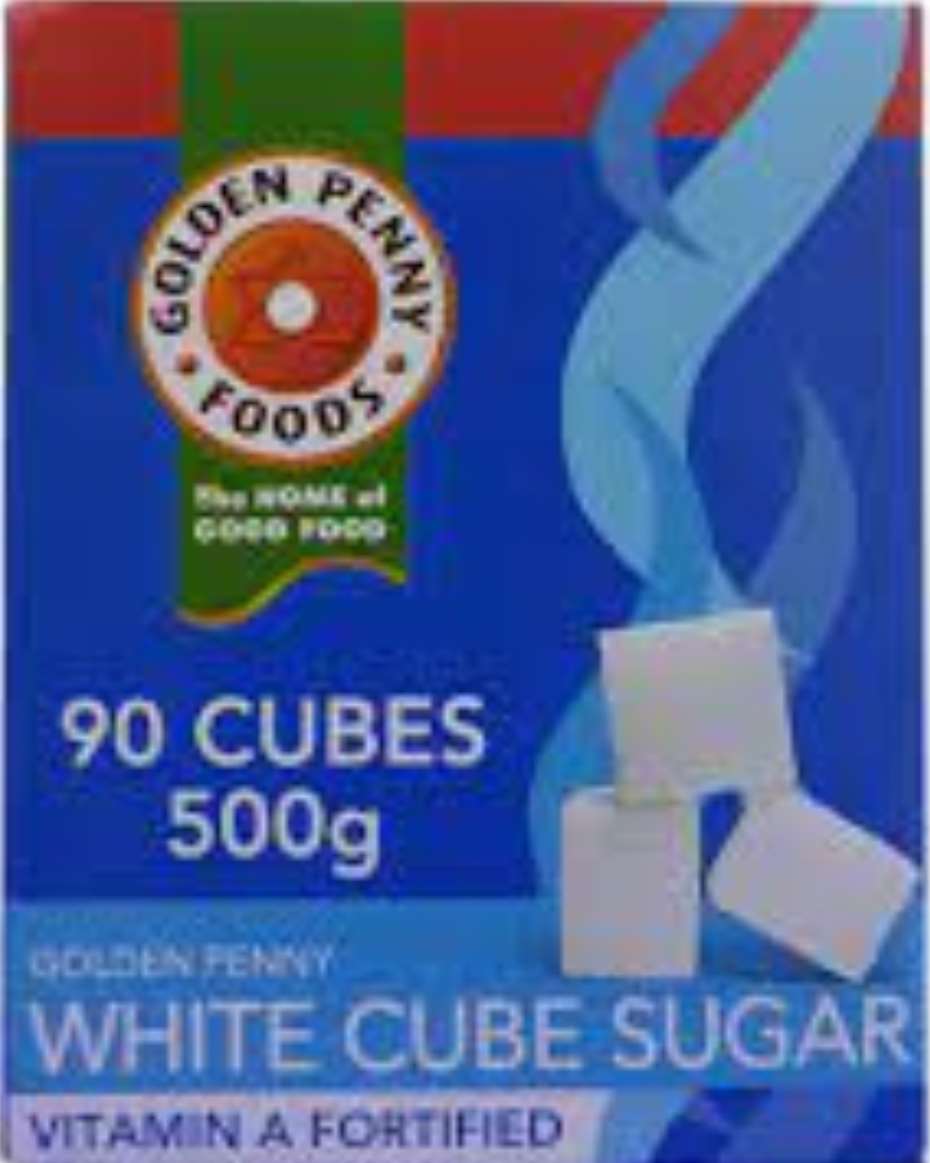 GOLDEN PENNY
FOODS
The HOME of
GOOD FOOD
90 CUBES
500g
GOLDEN PENNY
WHITE CUBE SUGAR
VITAMIN A FORTIFIED